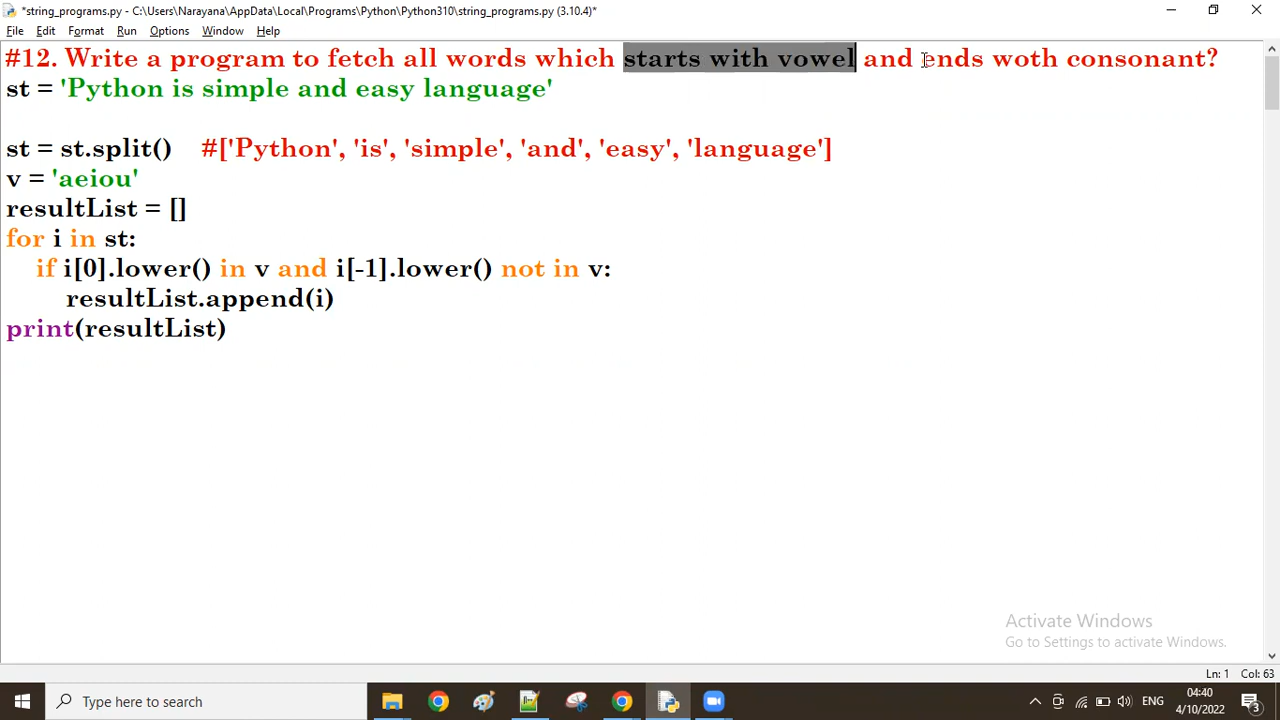 *string_programs.py - C:\Users\Narayana\AppData\Local\Programs\Python\Python310\string_programs.py (3.10.4)*
File Edit Format Run Options Window Help
#12. Write a program to fetch all words which starts with vowel and ends woth consonant?
st = 'Python is simple and easy language'
st = st.split() #['Python', 'is', 'simple', 'and', 'easy', 'language']
v = 'aeiou'
resultList = []
for i in st:
if i[0].lower() in v and i[-1].lower() not in v:
resultList.append(i)
print(resultList)
Activate Windows
Go to Settings to activate Windows.
Ln: 1 Col: 63
Type here to search
ENG
04:40
4/10/2022
3